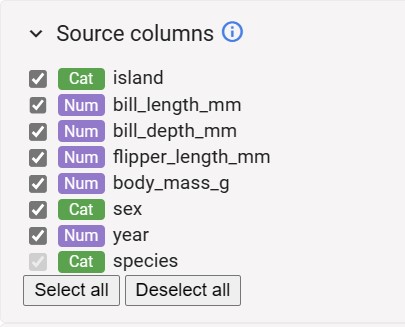 Source columns
Cat island
Num bill_length_mm
Num bill_depth_mm
Num flipper_length_mm
Num body_mass_g
Cat sex
Num year
Cat species
Select all Deselect all